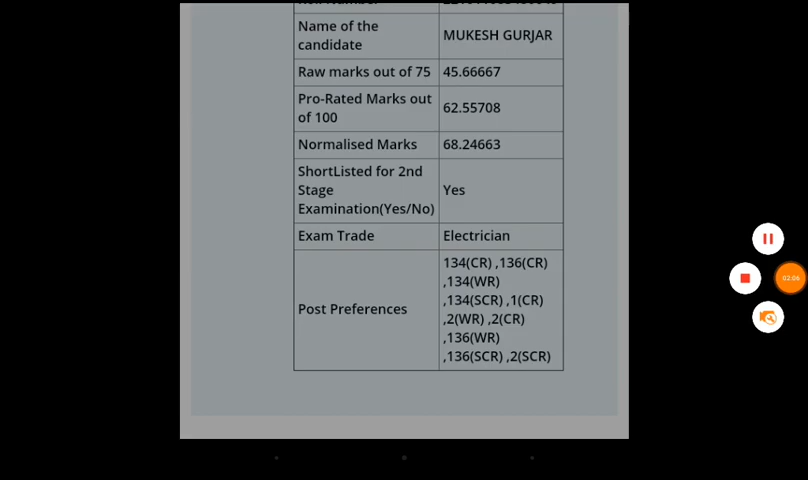 Name of the
candidate
MUKESH GURJAR
Raw marks out of 75
45.66667
Pro-Rated Marks out
of 100
62.55708
Normalised Marks
68.24663
ShortListed for 2nd
Stage
Examination(Yes/No)
Yes
Exam Trade
Electrician
Post Preferences
134(CR) ,136(CR)
,134(WR)
,134(SCR) ,1(CR)
,2(WR) ,2(CR)
,136(WR)
,136(SCR) ,2(SCR)
02:06